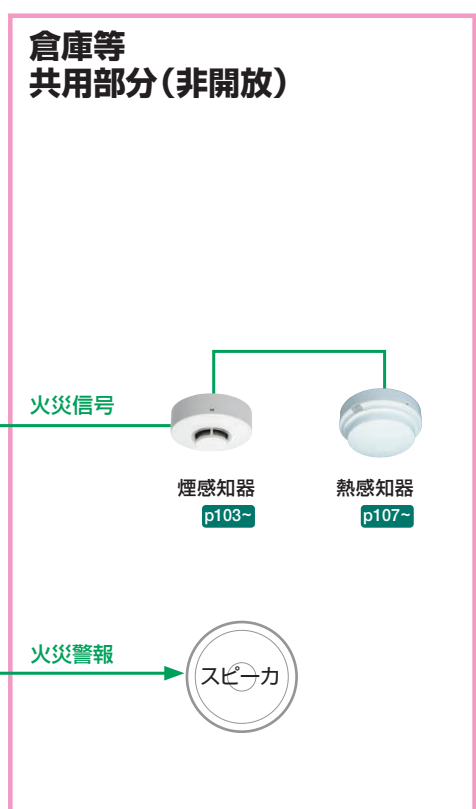 倉庫等
共用部分(非開放)
火災信号
煙感知器
熱感知器
p103~
p107~
火災警報
スピーカ